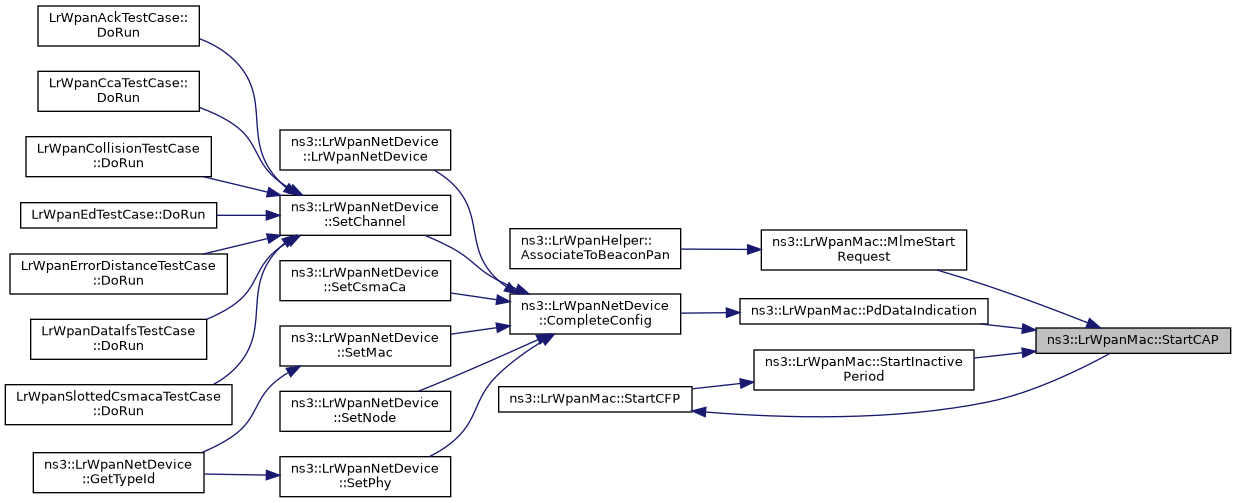 LrWpanAckTestCase::
DoRun
LrWpanCcaTestCase::
DoRun
LrWpanCollisionTestCase
::DoRun
LrWpanEdTestCase::DoRun
LrWpanErrorDistanceTestCase
::DoRun
LrWpanDataIfsTestCase
::DoRun
LrWpanSlottedCsmacaTestCase
::DoRun
ns3::LrWpanNetDevice
::GetTypeId
ns3::LrWpanNetDevice
::LrWpanNetDevice
ns3::LrWpanNetDevice
::SetChannel
ns3::LrWpanNetDevice
::SetCsmaCa
ns3::LrWpanNetDevice
::SetMac
ns3::LrWpanNetDevice
::SetNode
ns3::LrWpanNetDevice
::SetPhy
ns3::LrWpanHelper::
AssociateToBeaconPan
ns3::LrWpanNetDevice
::CompleteConfig
ns3::LrWpanMac::StartCFP
ns3::LrWpanMac::MlmeStart
Request
ns3::LrWpanMac::PdDataIndication
ns3::LrWpanMac::StartInactive
Period
ns3::LrWpanMac::StartCAP